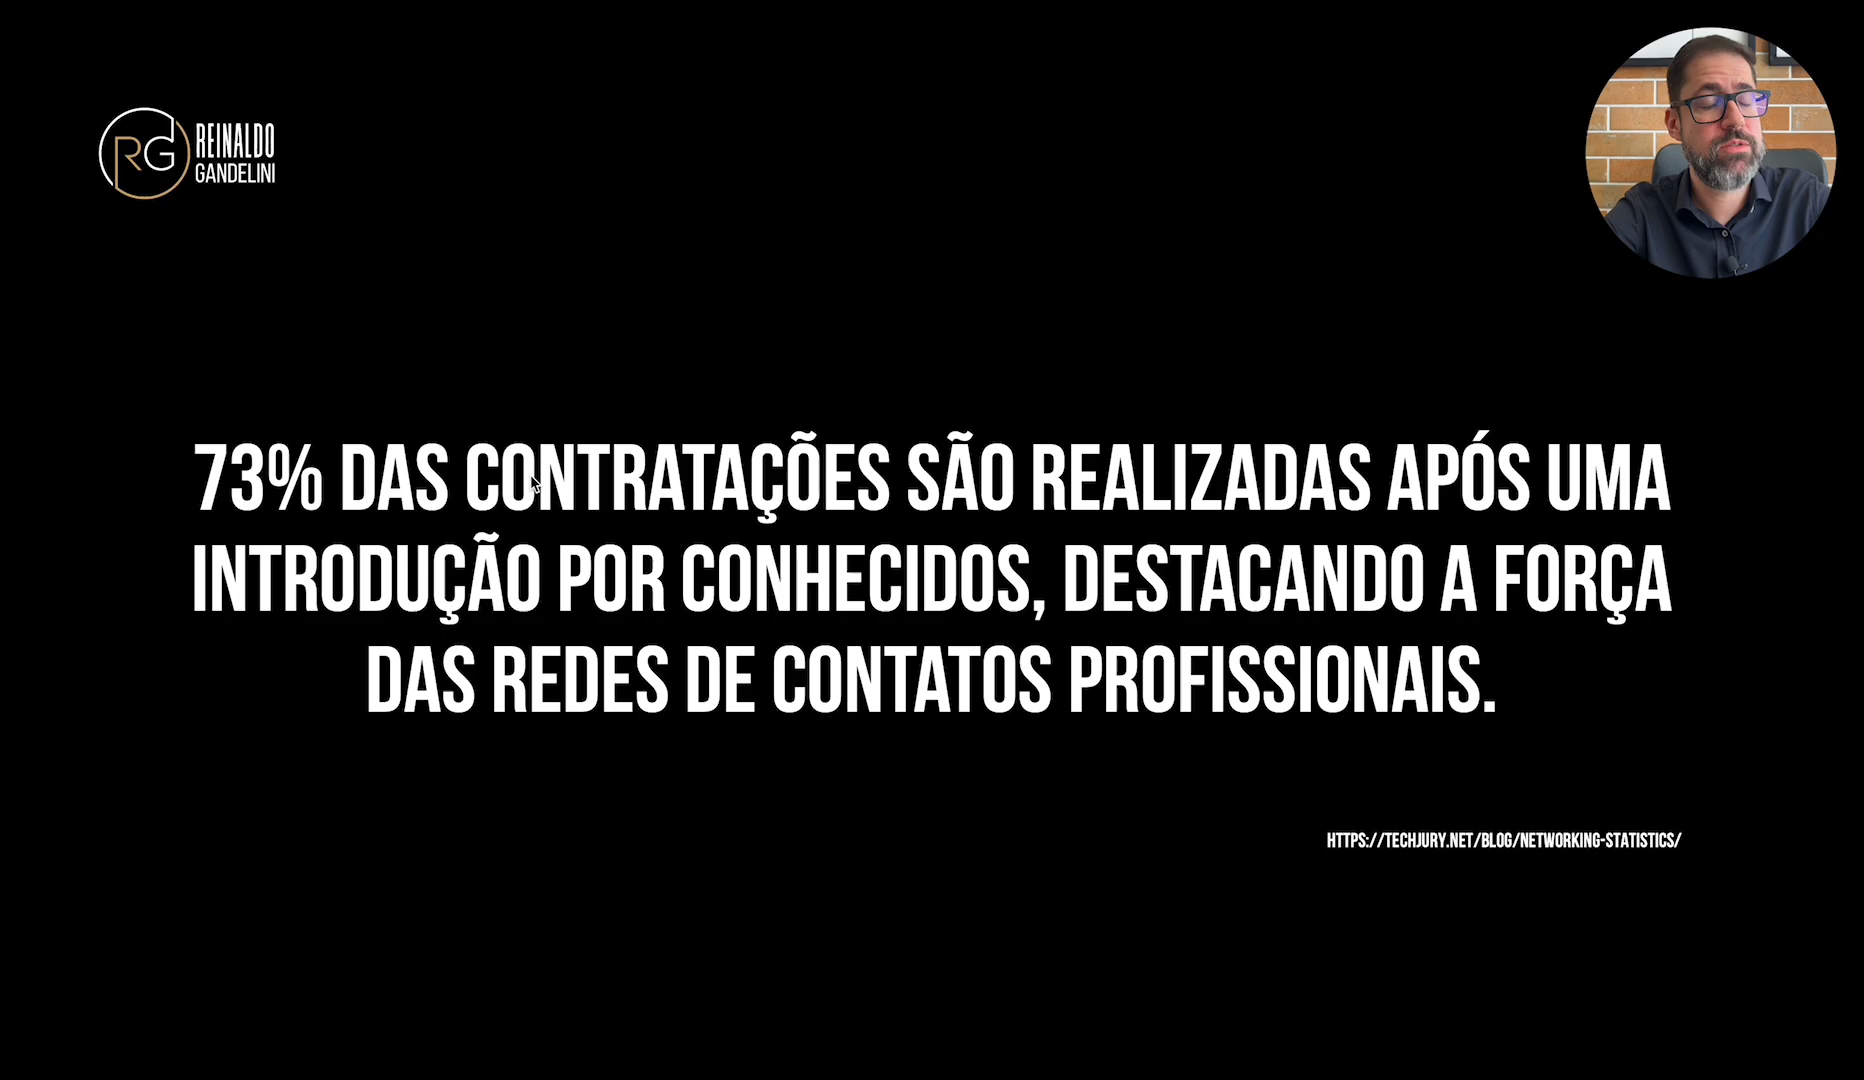 RG REINALDO
GANDELINI
73% DAS CONTRATAÇÕES SÃO REALIZADAS APÓS UMA
INTRODUÇÃO POR CONHECIDOS, DESTACANDO A FORÇA
DAS REDES DE CONTATOS PROFISSIONAIS.
HTTPS://TECHJURY.NET/BLOG/NETWORKING-STATISTICS/